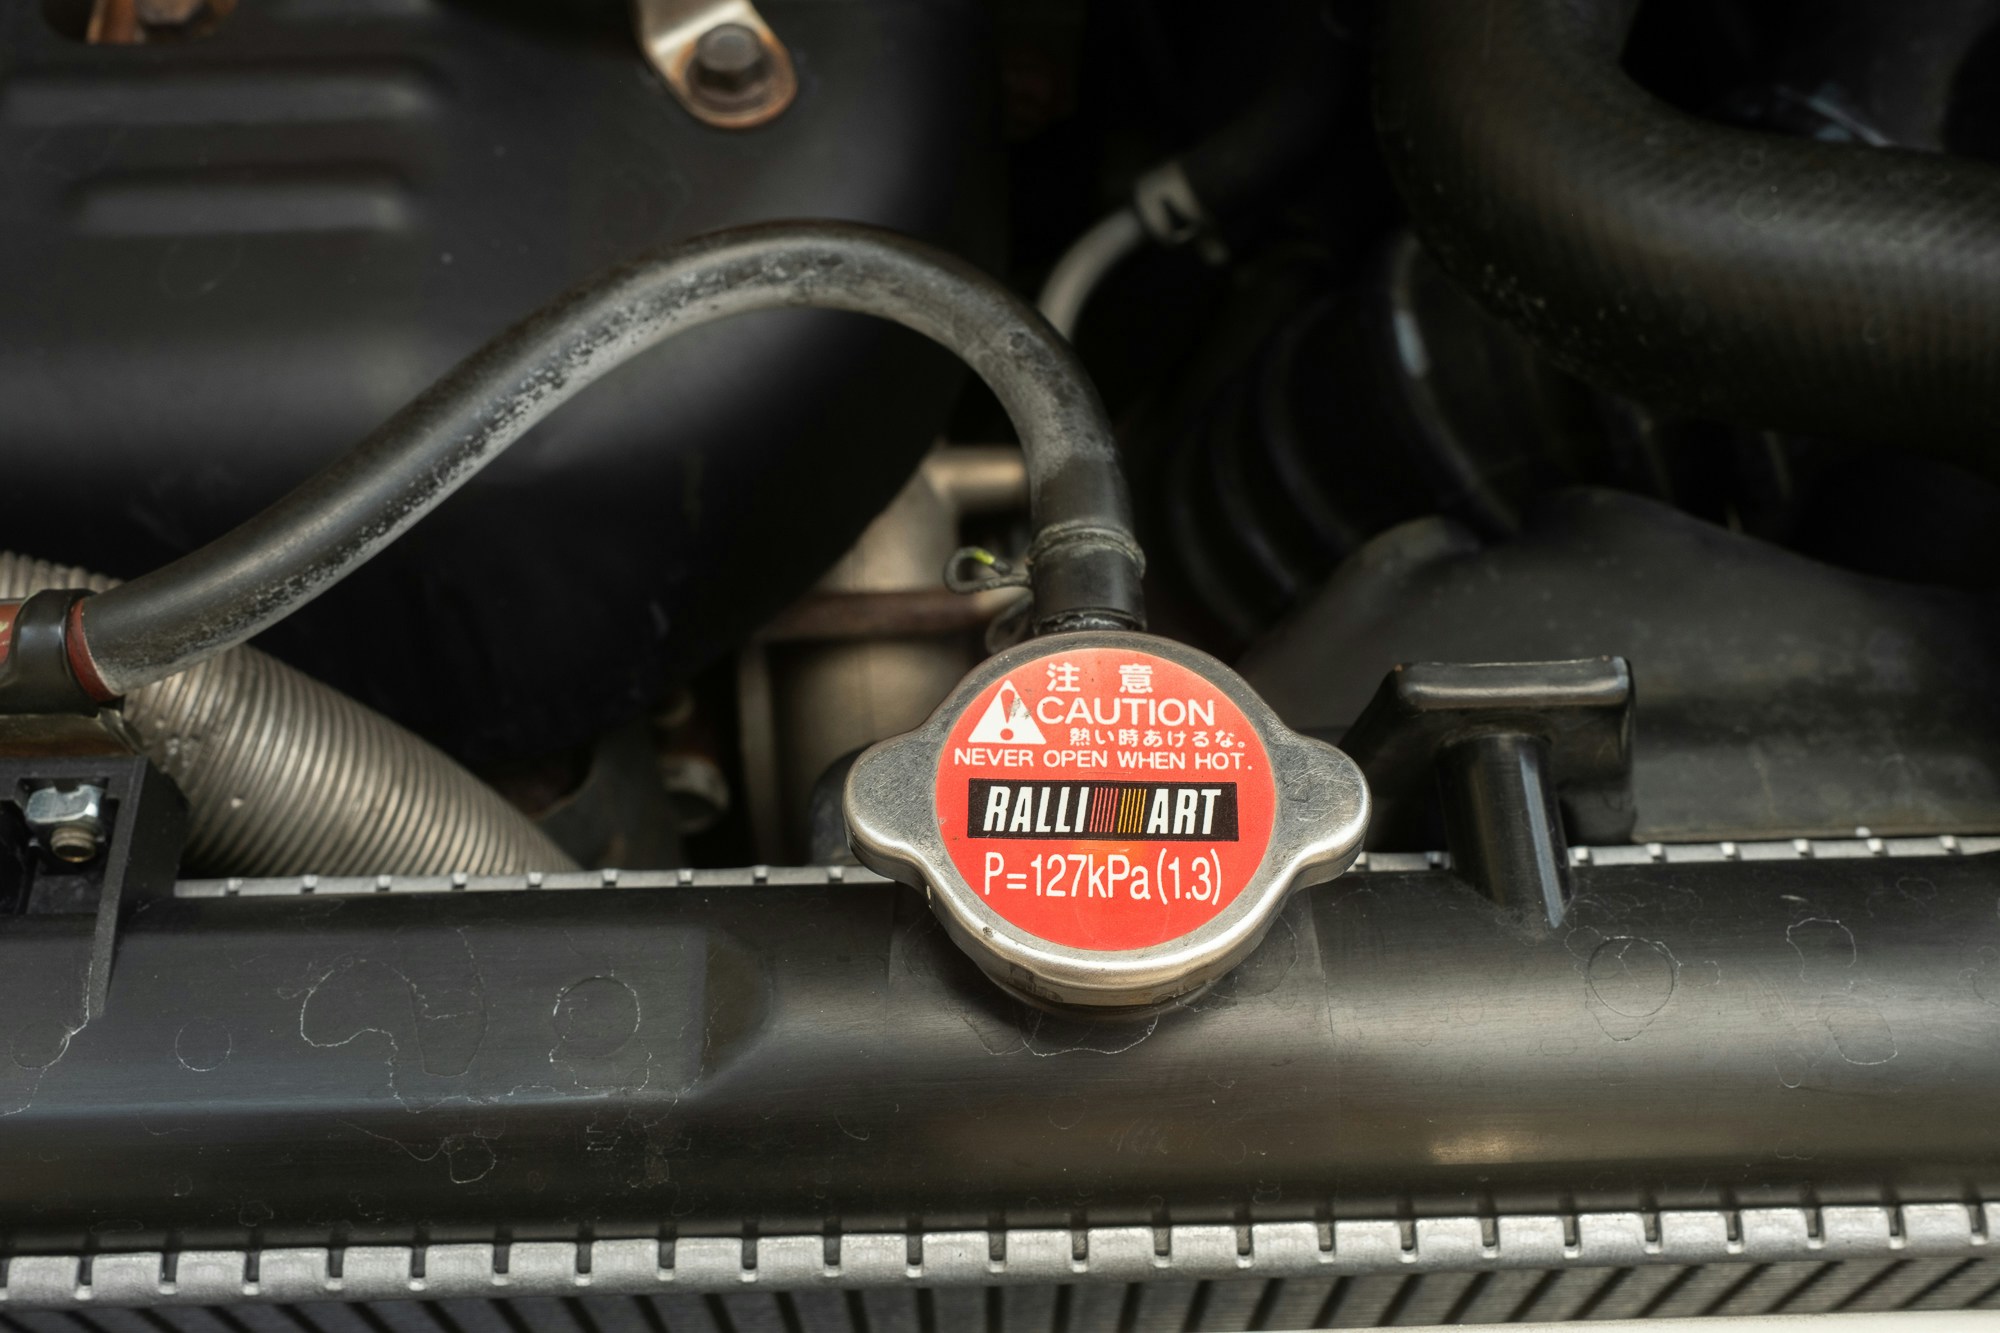 注意
CAUTION
熱い時あけるな。
NEVER OPEN WHEN HOT.
RALLI ART
P=127kPa(1.3)